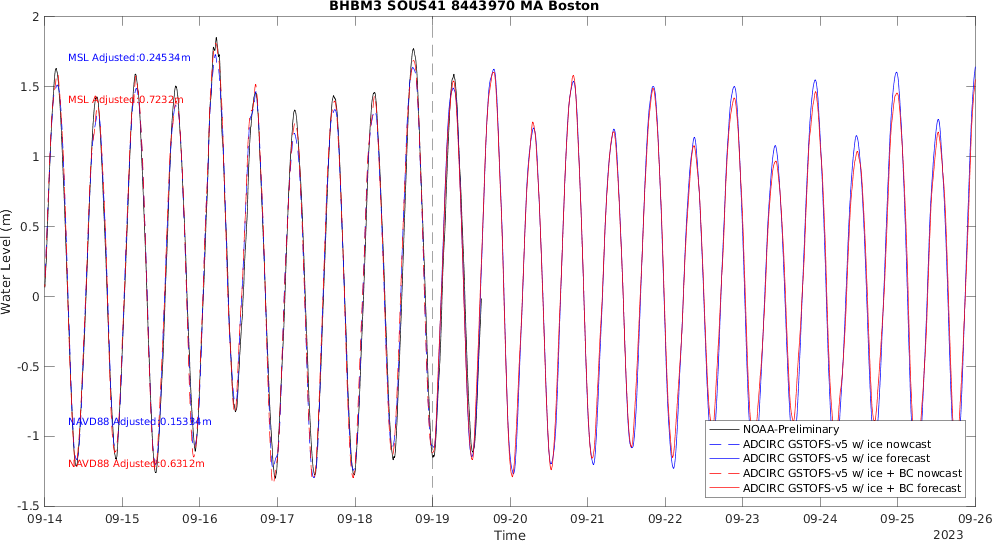 BHBM3 SOUS41 8443970 MA Boston
Water Level (m)
2
1.5
1
0.5
0
-0.5
-1
-1.5
MSL Adjusted:0.24534m
MSL Adjusted:0.7232m
NAVD88 Adjusted:0.15334m
NAVD88 Adjusted:0.6312m
NOAA-Preliminary
ADCIRC GSTOFS-v5 w/ ice nowcast
ADCIRC GSTOFS-v5 w/ ice forecast
ADCIRC GSTOFS-v5 w/ ice + BC nowcast
ADCIRC GSTOFS-v5 w/ ice + BC forecast
09-14 09-15 09-16 09-17 09-18 09-19 09-20 09-21 09-22 09-23 09-24 09-25 09-26
Time
2023